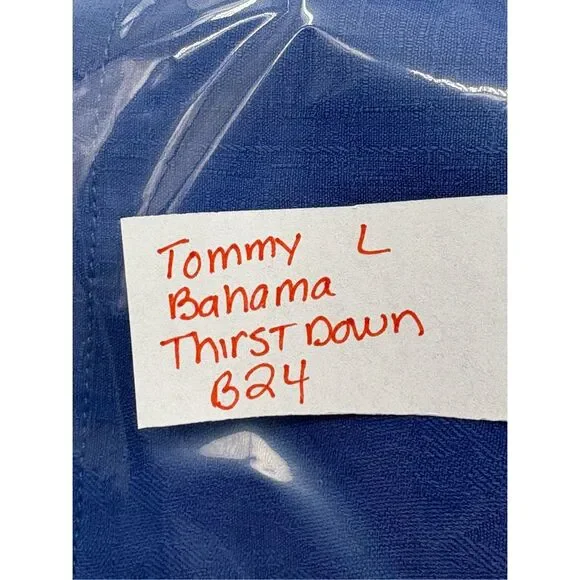 Tommy L
Bahama
Thirst Down
B24